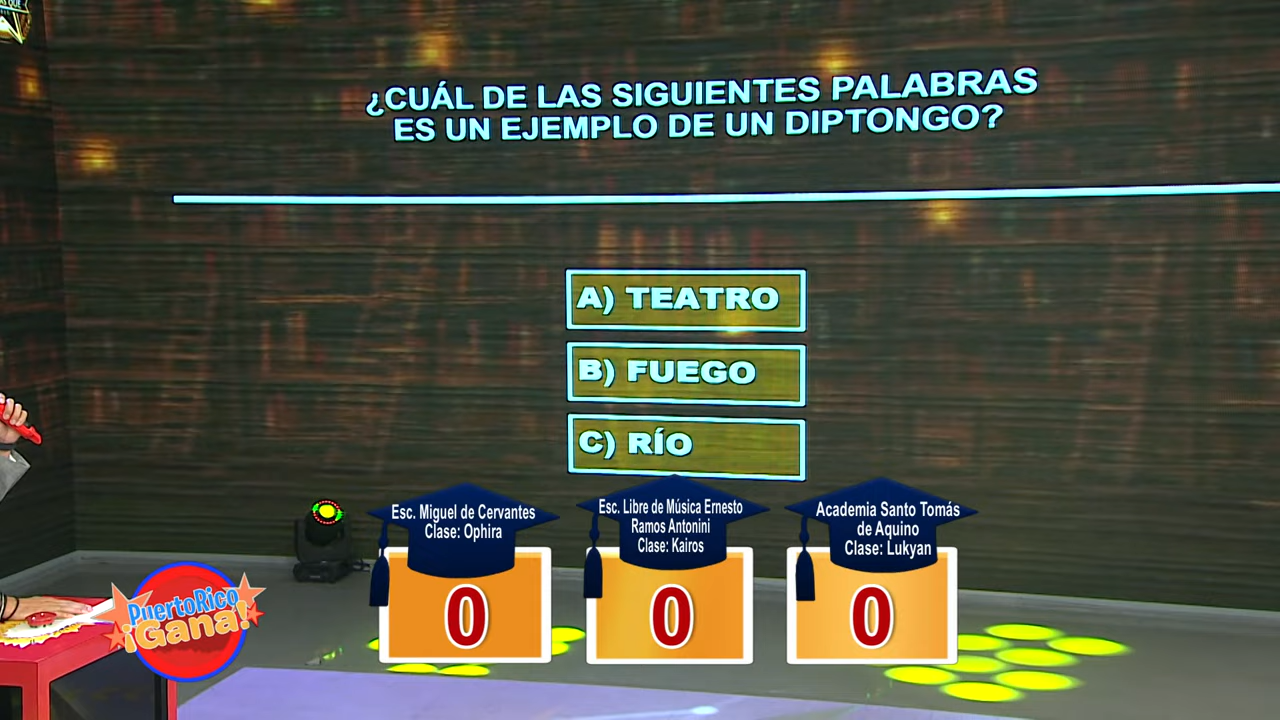 ¿CUÁL DE LAS SIGUIENTES PALABRAS
ES UN EJEMPLO DE UN DIPTONGO?
A) TEATRO
B) FUEGO
C) RÍO
Esc. Miguel de Cervantes
Clase: Ophira
0
Esc. Libre de Música Ernesto
Ramos Antonini
Clase: Kairos
0
Academia Santo Tomás
de Aquino
Clase: Lukyan
0
PuertoRico
¡Gana!